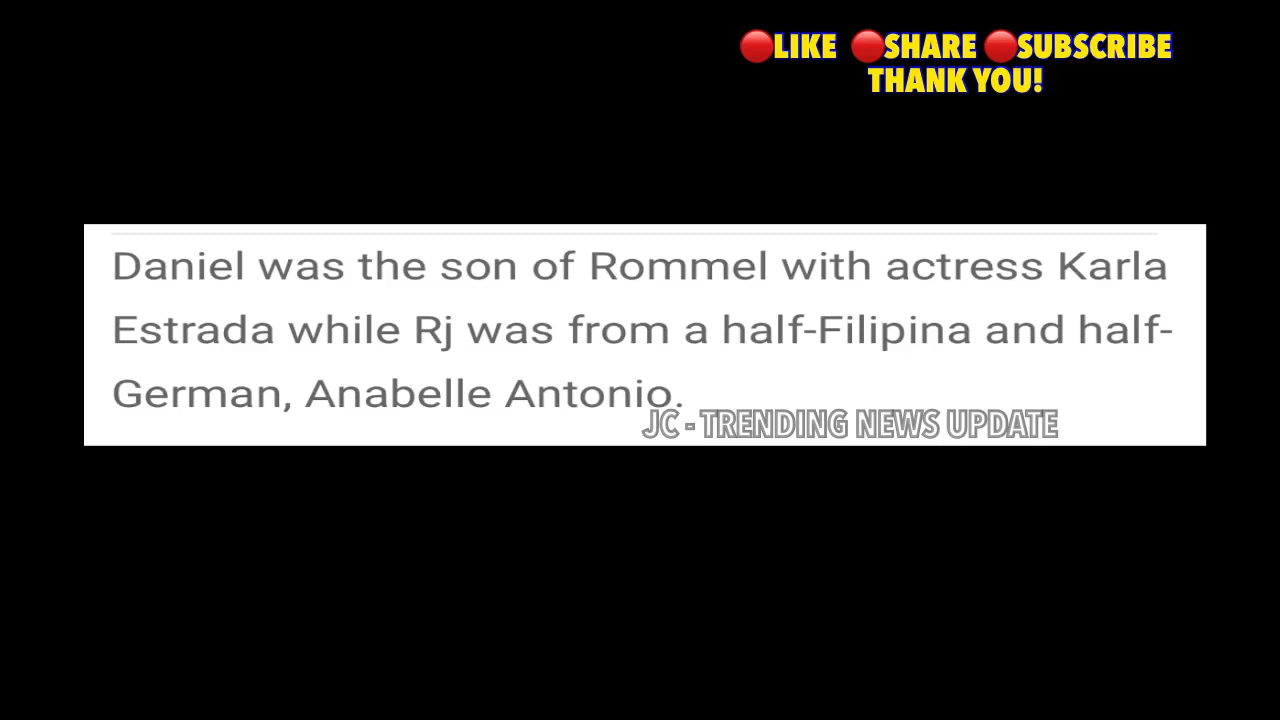 🔴LIKE 🔴SHARE 🔴SUBSCRIBE
THANK YOU!
Daniel was the son of Rommel with actress Karla
Estrada while Rj was from a half-Filipina and half-
German, Anabelle Antonio.
JC - TRENDING NEWS UPDATE